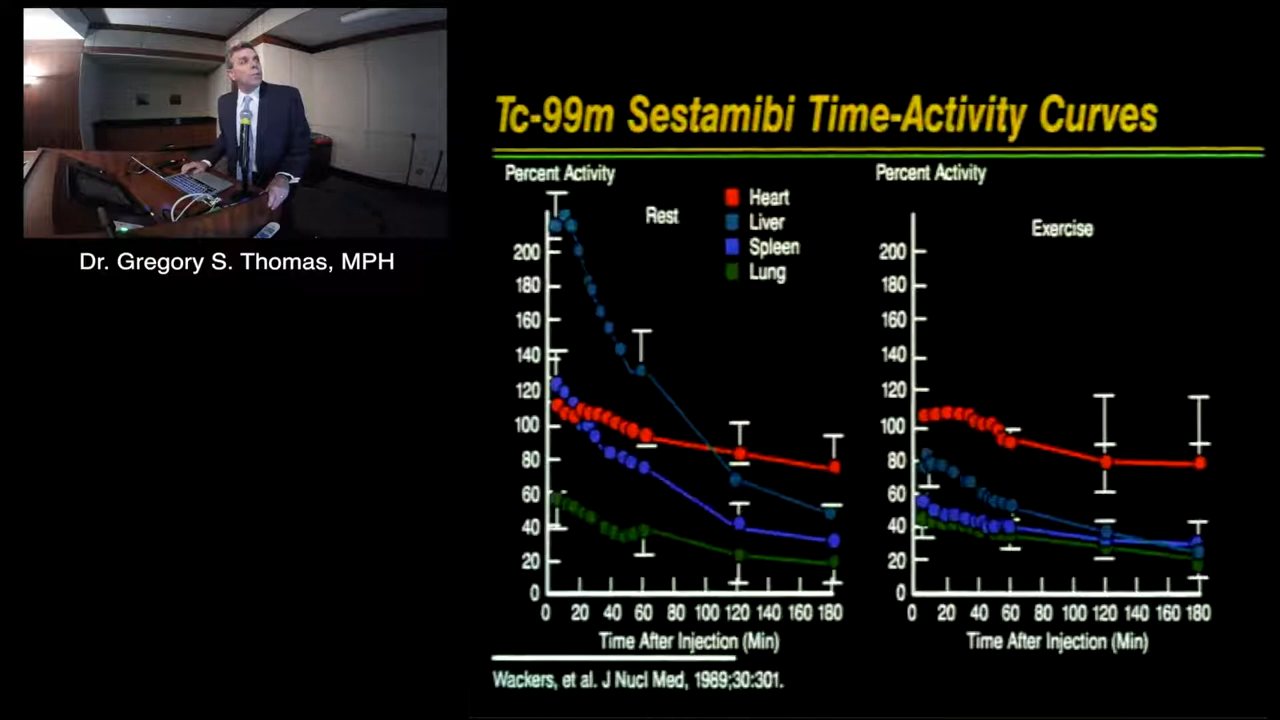 Dr. Gregory S. Thomas, MPH
Tc-99m Sestamibi Time-Activity Curves
Percent Activity
Rest
Heart
Liver
Spleen
Lung
200
180
160
140
120
100
80
60
40
20
0
0 20 40 60 80 100 120 140 160 180
Time After Injection (Min)
Percent Activity
Exercise
200
180
160
140
120
100
80
60
40
20
0
0 20 40 60 80 100 120 140 160 180
Time After Injection (Min)
Wackers, et al. J Nucl Med, 1989;30:301.